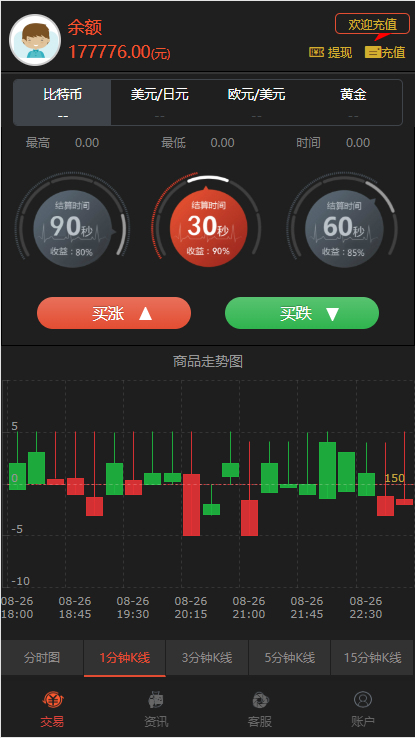 余额
欢迎充值
177776.00(元)
提现 充值
比特币 美元/日元 欧元/美元 黄金
-- -- -- --
最高 0.00 最低 0.00 时间 0.00
结算时间 结算时间 结算时间
90秒 30秒 60秒
收益：80% 收益：90% 收益：85%
买涨 买跌
商品走势图
5
0 150
-5
-10
08-26 08-26 08-26 08-26 08-26 08-26 08-26
18:00 18:45 19:30 20:15 21:00 21:45 22:30
分时图 1分钟K线 3分钟K线 5分钟K线 15分钟K线
交易 资讯 客服 账户